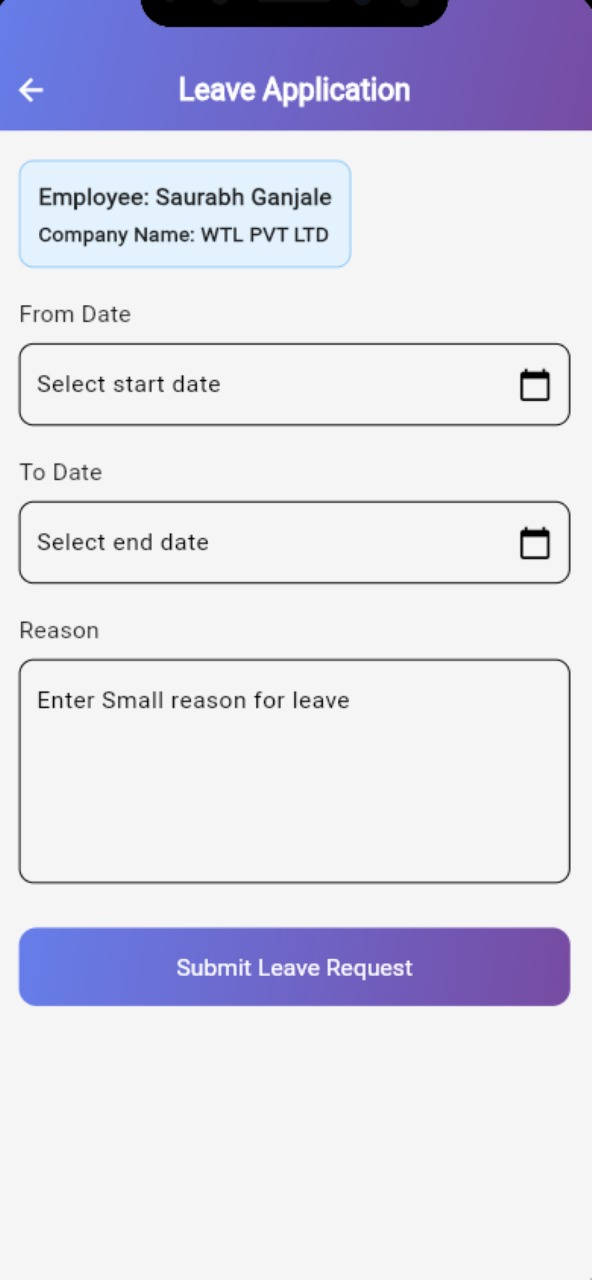 Leave Application
Employee: Saurabh Ganjale
Company Name: WTL PVT LTD
From Date
Select start date
To Date
Select end date
Reason
Enter Small reason for leave
Submit Leave Request